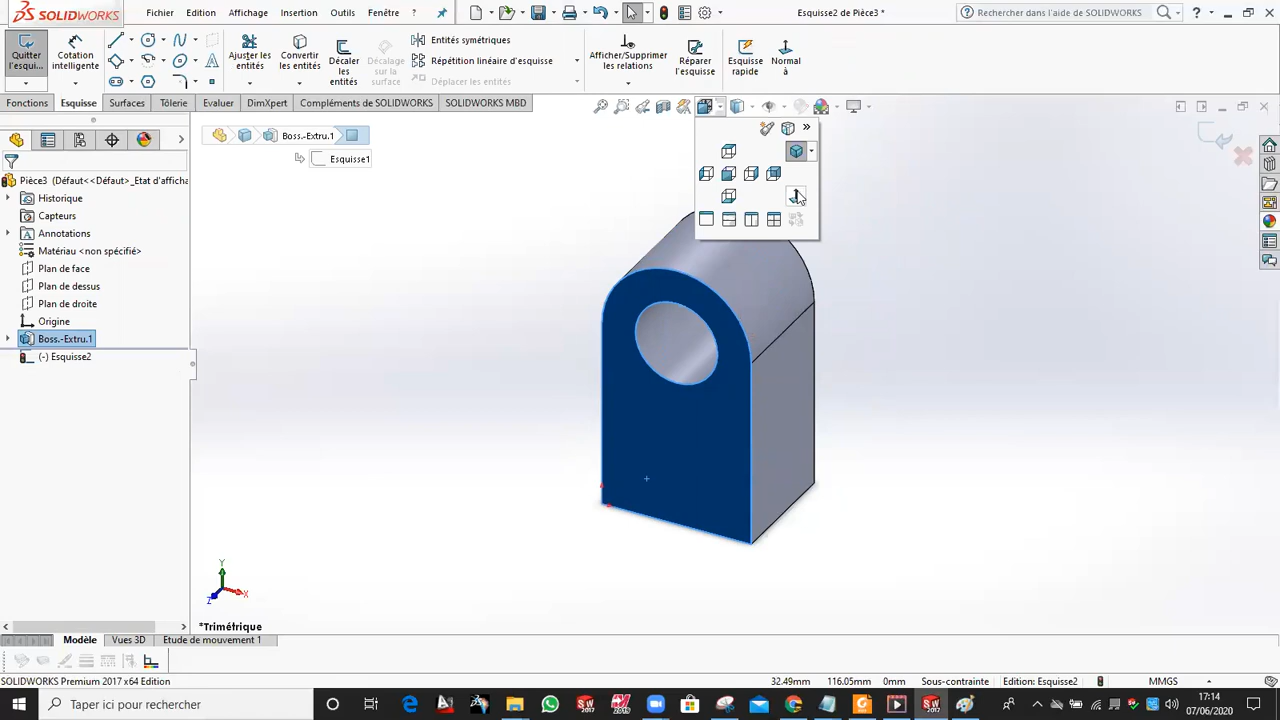 SOLIDWORKS
Fichier Edition Affichage Insertion Outils Fenêtre ?
Esquisse2 de Pièce3 *
Rechercher dans l'aide de SOLIDWORKS
Quitter l'esqui...
Cotation intelligente
Ajuster les entités
Convertir les entités
Décaler les entités
Décalage sur la surface
Entités symétriques
Répétition linéaire d'esquisse
Déplacer les entités
Afficher/Supprimer les relations
Réparer l'esquisse
Esquisse rapide
Normal à
Fonctions Esquisse Surfaces Tôlerie Evaluer DimXpert Compléments de SOLIDWORKS SOLIDWORKS MBD
Boss.-Extru.1
Esquisse1
Pièce3 (Défaut<<Défaut>_Etat d'afficha
Historique
Capteurs
Annotations
Matériau <non spécifié>
Plan de face
Plan de dessus
Plan de droite
Origine
Boss.-Extru.1
(-) Esquisse2
Y
X
Z
*Trimétrique
Modèle Vues 3D Etude de mouvement 1
SOLIDWORKS Premium 2017 x64 Edition
32.49mm 116.05mm 0mm Sous-contrainte Edition: Esquisse2 MMGS
Taper ici pour rechercher
17:14
07/06/2020